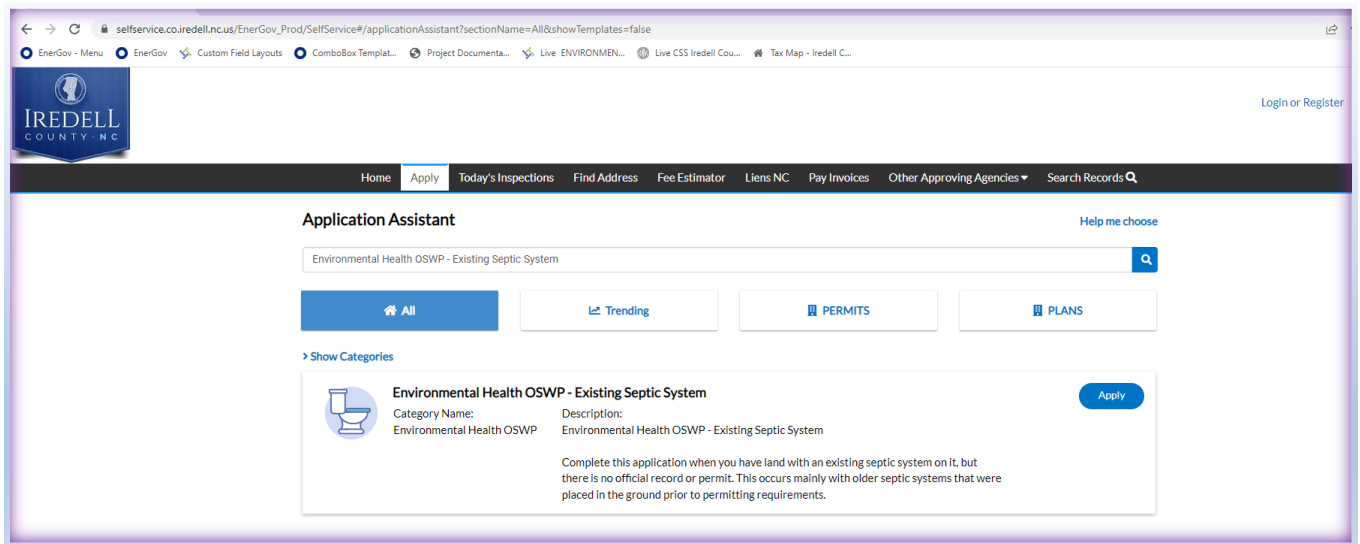 selfservice.co.iredell.nc.us/EnerGov_Prod/SelfService#/applicationAssistant?sectionName=All&showTemplates=false
EnerGov - Menu EnerGov Custom Field Layouts ComboBox Templat... Project Documenta... Live ENVIRONMEN... Live CSS Iredell Cou... Tax Map - Iredell C...
IREDELL
COUNTY NC
Login or Register
Home Apply Today's Inspections Find Address Fee Estimator Liens NC Pay Invoices Other Approving Agencies Search Records
Application Assistant Help me choose
Environmental Health OSWP - Existing Septic System
All Trending PERMITS PLANS
> Show Categories
Environmental Health OSWP - Existing Septic System Apply
Category Name: Description:
Environmental Health OSWP Environmental Health OSWP - Existing Septic System
Complete this application when you have land with an existing septic system on it, but
there is no official record or permit. This occurs mainly with older septic systems that were
placed in the ground prior to permitting requirements.